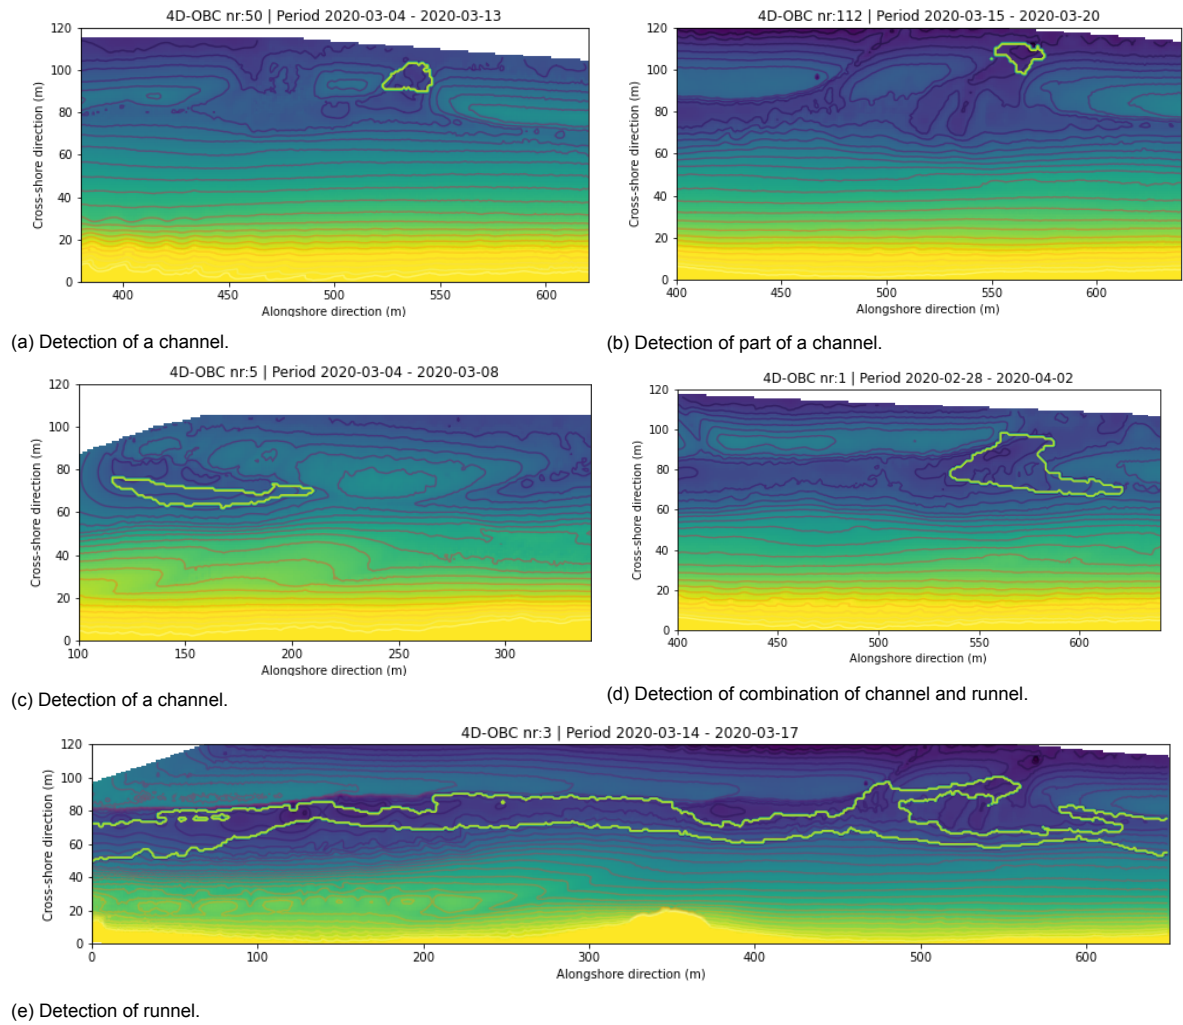 4D-OBC nr:50 | Period 2020-03-04 - 2020-03-13
120
100
80
60
40
20
0
Cross-shore direction (m)
400 450 500 550 600
Alongshore direction (m)
(a) Detection of a channel.
4D-OBC nr:112 | Period 2020-03-15 - 2020-03-20
120
100
80
60
40
20
0
Cross-shore direction (m)
400 450 500 550 600
Alongshore direction (m)
(b) Detection of part of a channel.
4D-OBC nr:5 | Period 2020-03-04 - 2020-03-08
120
100
80
60
40
20
0
Cross-shore direction (m)
100 150 200 250 300
Alongshore direction (m)
(c) Detection of a channel.
4D-OBC nr:1 | Period 2020-02-28 - 2020-04-02
120
100
80
60
40
20
0
Cross-shore direction (m)
400 450 500 550 600
Alongshore direction (m)
(d) Detection of combination of channel and runnel.
4D-OBC nr:3 | Period 2020-03-14 - 2020-03-17
120
100
80
60
40
20
0
Cross-shore direction (m)
0 100 200 300 400 500 600
Alongshore direction (m)
(e) Detection of runnel.